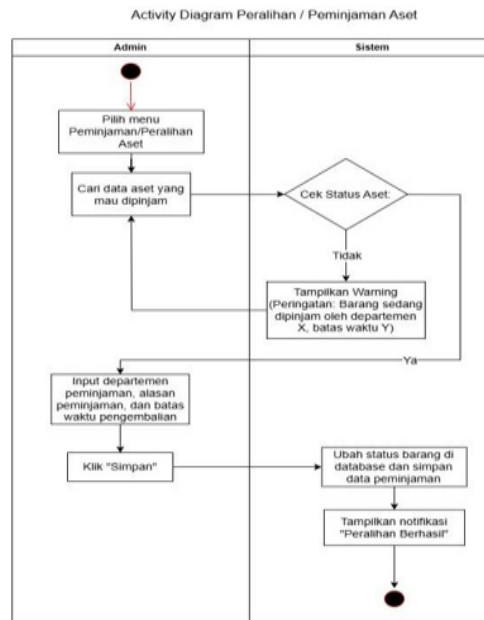 Activity Diagram Peralihan / Peminjaman Aset
Admin
Sistem
Pilih menu
Peminjaman/Peralihan
Aset
Cari data aset yang
mau dipinjam
Cek Status Aset:
Tidak
Tampilkan Warning
(Peringatan: Barang sedang
dipinjam oleh departemen
X, batas waktu Y)
Ya
Input departemen
peminjaman, alasan
peminjaman, dan batas
waktu pengembalian
Klik "Simpan"
Ubah status barang di
database dan simpan
data peminjaman
Tampilkan notifikasi
"Peralihan Berhasil"